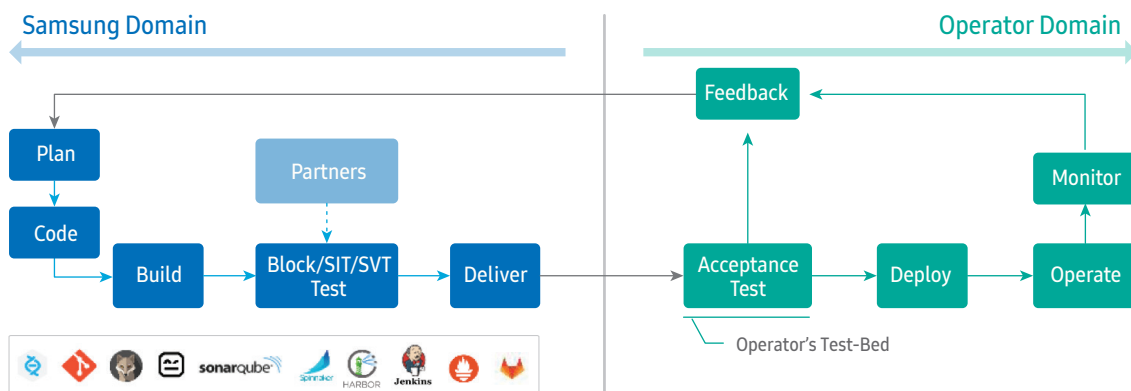 Samsung Domain
Operator Domain
Feedback
Plan
Partners
Monitor
Code
Build
Block/SIT/SVT
Test
Deliver
Acceptance
Test
Deploy
Operate
Operator's Test-Bed
sonarqube
Spinnaker
HARBOR
Jenkins